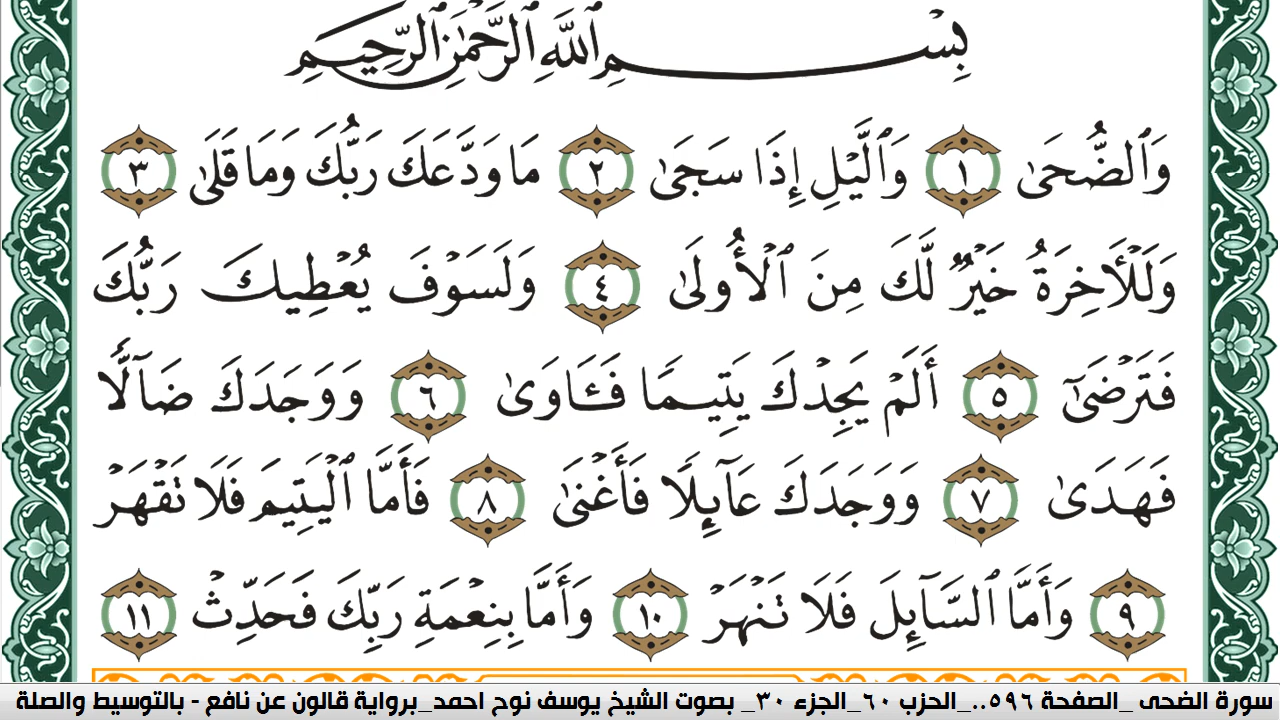 بِسْمِ ٱللَّهِ ٱلرَّحْمَٰنِ ٱلرَّحِيمِ
وَٱلضُّحَىٰ ١ وَٱلَّيْلِ إِذَا سَجَىٰ ٢ مَا وَدَّعَكَ رَبُّكَ وَمَا قَلَىٰ ٣
وَلَلْأَخِرَةُ خَيْرٌ لَّكَ مِنَ ٱلْأُولَىٰ ٤ وَلَسَوْفَ يُعْطِيكَ رَبُّكَ
فَتَرْضَىٰٓ ٥ أَلَمْ يَجِدْكَ يَتِيمًا فَـَٔاوَىٰ ٦ وَوَجَدَكَ ضَآلًّا
فَهَدَىٰ ٧ وَوَجَدَكَ عَآئِلًا فَأَغْنَىٰ ٨ فَأَمَّا ٱلْيَتِيمَ فَلَا تَقْهَرْ
٩ وَأَمَّا ٱلسَّآئِلَ فَلَا تَنْهَرْ ١٠ وَأَمَّا بِنِعْمَةِ رَبِّكَ فَحَدِّثْ ١١
سورة الضحى _الصفحة ٥٩٦.._الحزب ٦٠_الجزء ٣٠_ بصوت الشيخ يوسف نوح احمد_برواية قالون عن نافع - بالتوسيط والصلة